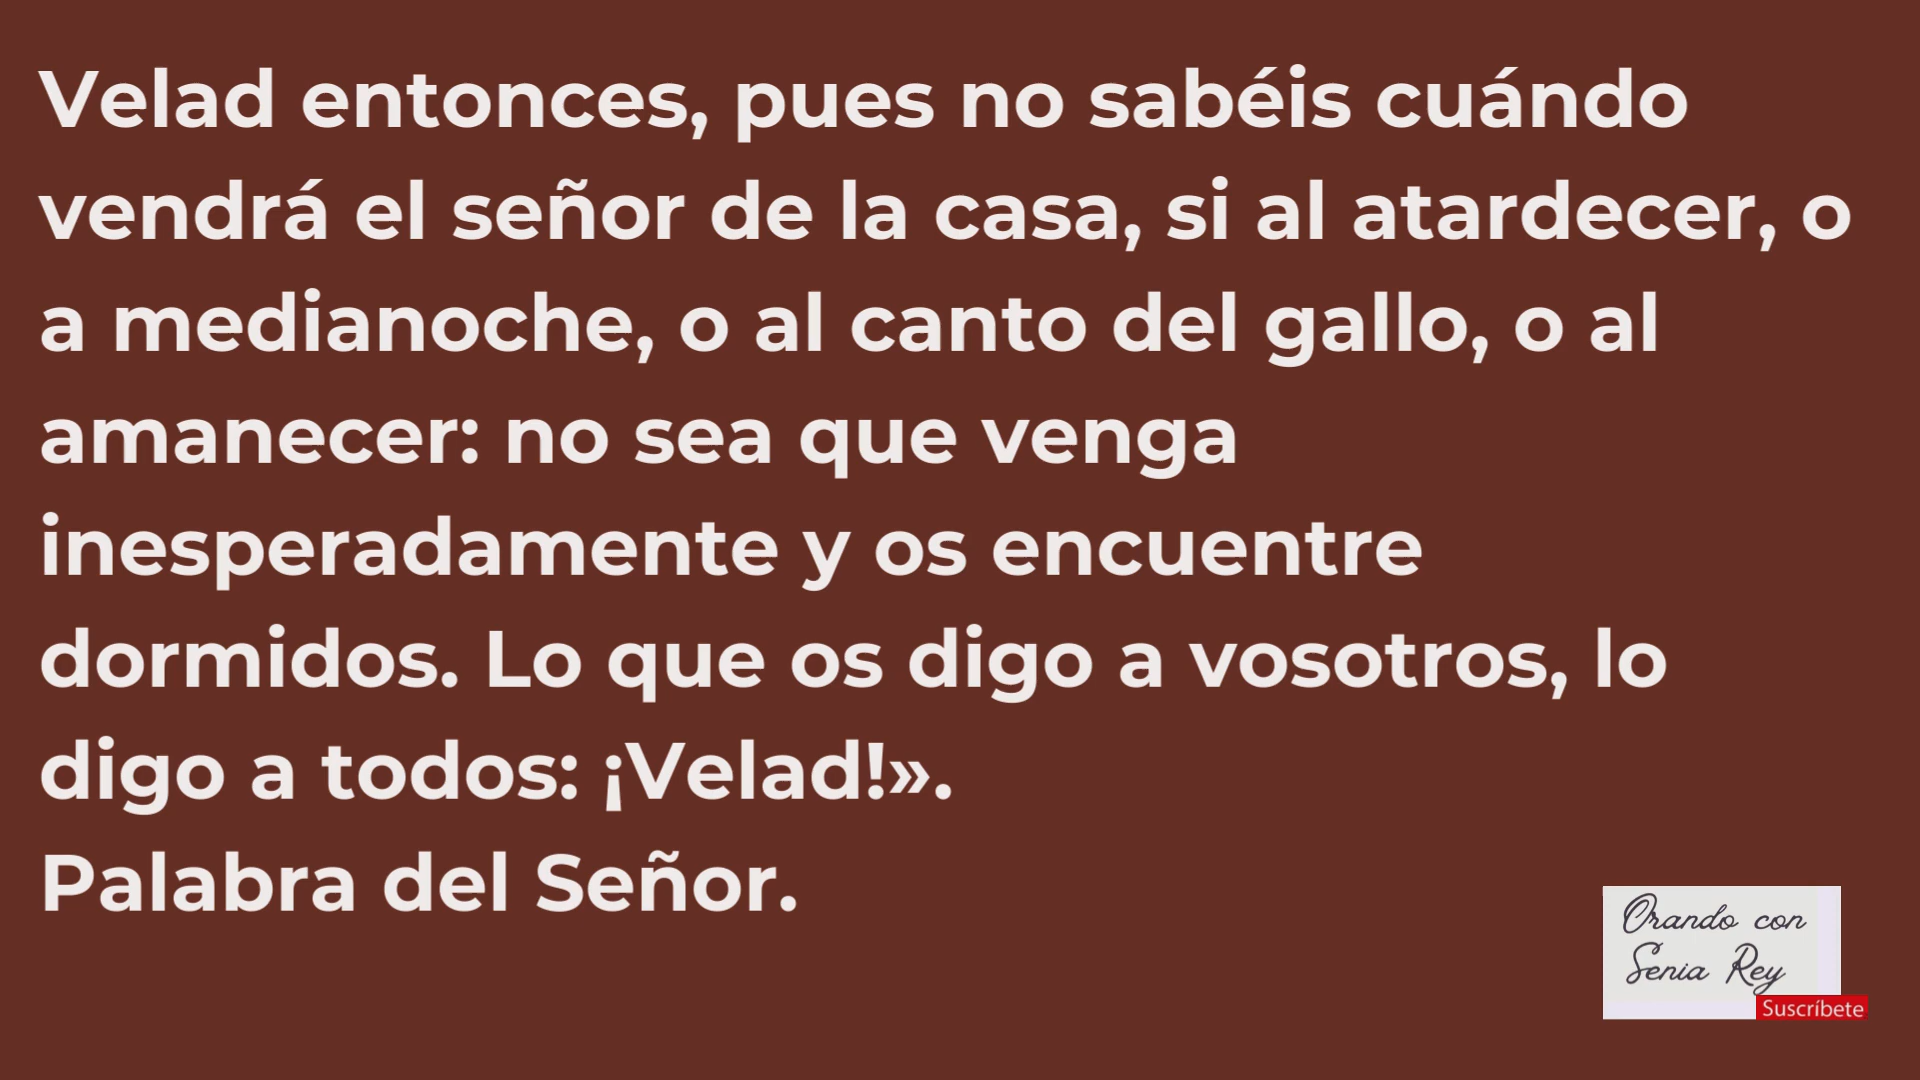 Velad entonces, pues no sabéis cuándo
vendrá el señor de la casa, si al atardecer, o
a medianoche, o al canto del gallo, o al
amanecer: no sea que venga
inesperadamente y os encuentre
dormidos. Lo que os digo a vosotros, lo
digo a todos: ¡Velad!».
Palabra del Señor.
Orando con
Senia Rey
Suscríbete